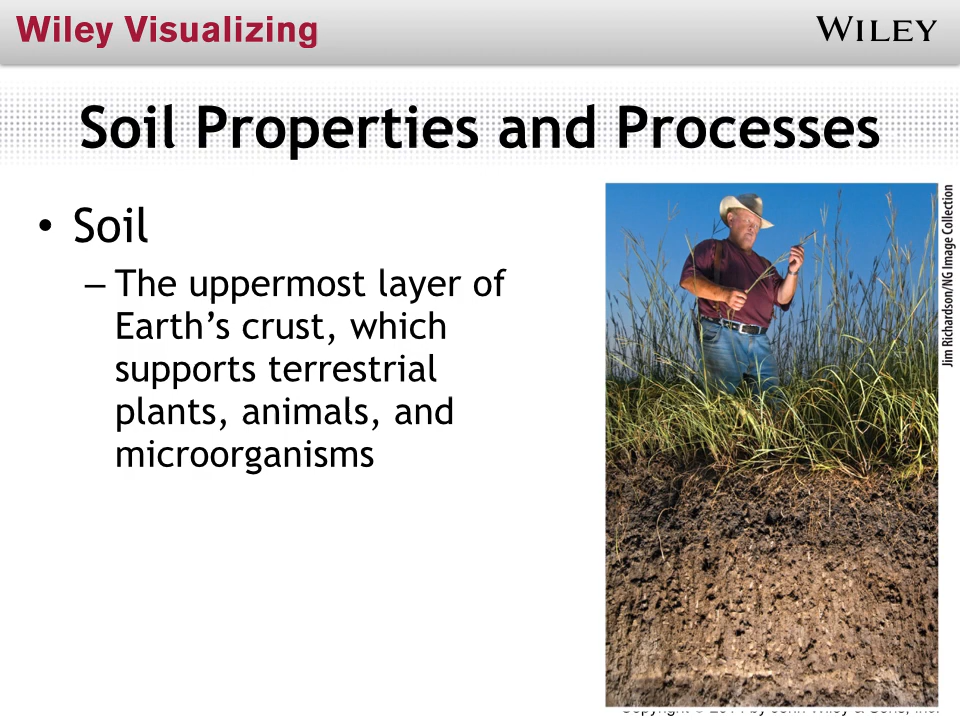 Wiley Visualizing
WILEY
Soil Properties and Processes
• Soil
– The uppermost layer of
Earth’s crust, which
supports terrestrial
plants, animals, and
microorganisms
Jim Richardson/NG Image Collection